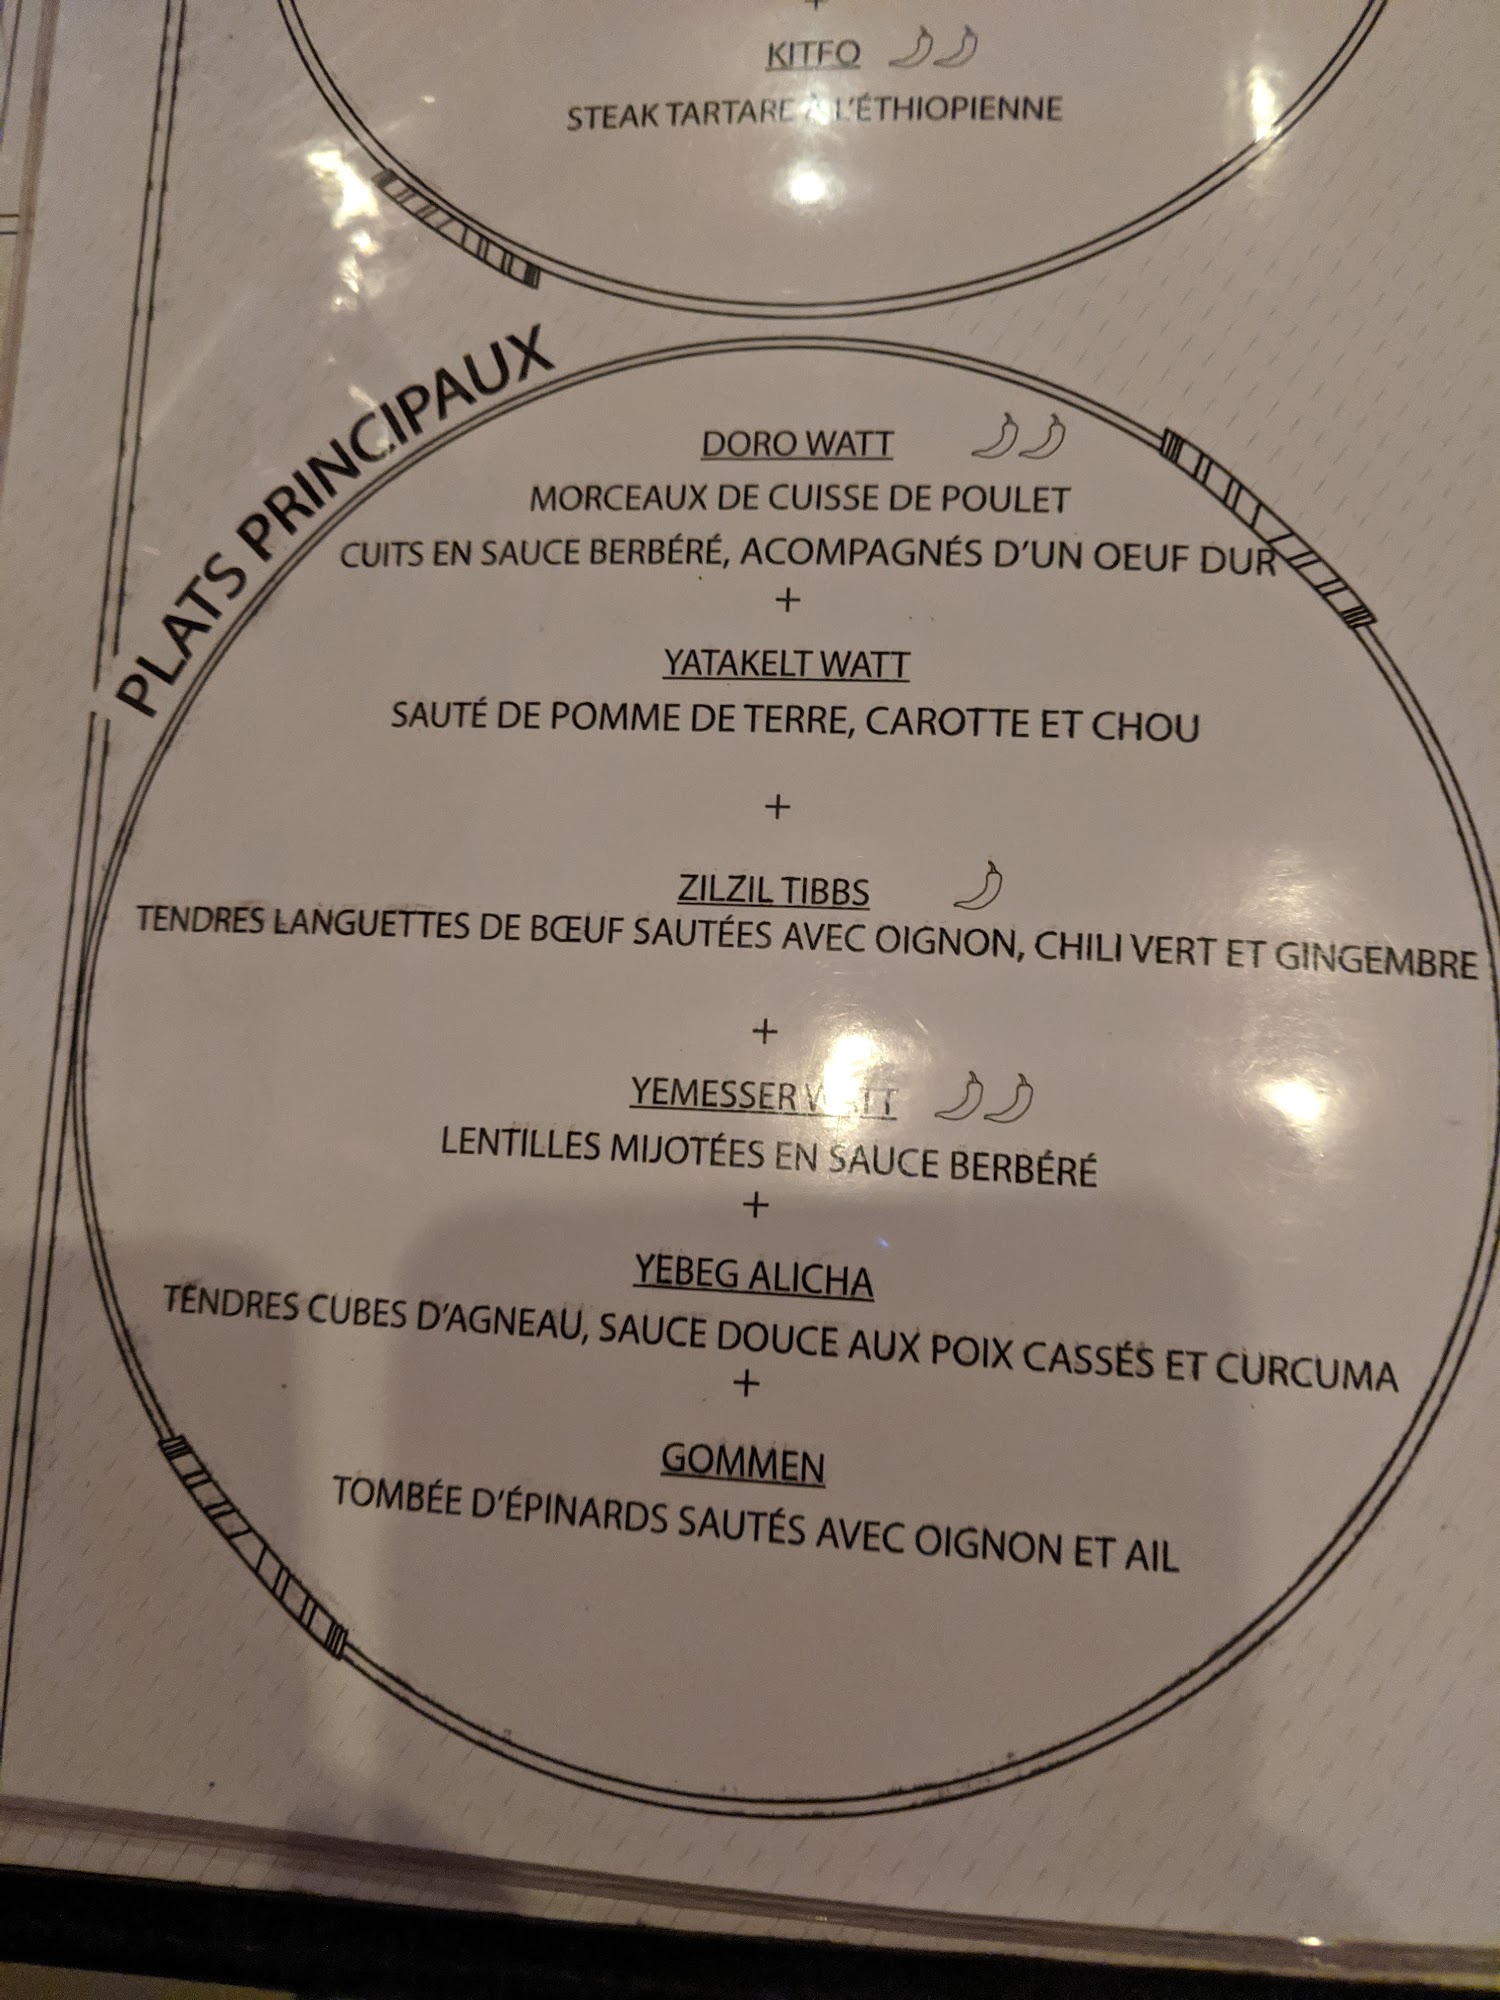 +
KITFO
STEAK TARTARE À L'ÉTHIOPIENNE
PLATS PRINCIPAUX
DORO WATT
MORCEAUX DE CUISSE DE POULET
CUITS EN SAUCE BERBÉRÉ, ACOMPAGNÉS D'UN OEUF DUR
+
YATAKELT WATT
SAUTÉ DE POMME DE TERRE, CAROTTE ET CHOU
+
ZILZIL TIBBS
TENDRES LANGUETTES DE BŒUF SAUTÉES AVEC OIGNON, CHILI VERT ET GINGEMBRE
+
YEMESSER WATT
LENTILLES MIJOTÉES EN SAUCE BERBÉRÉ
+
YEBEG ALICHA
TENDRES CUBES D'AGNEAU, SAUCE DOUCE AUX POIX CASSÉS ET CURCUMA
+
GOMMEN
TOMBÉE D'ÉPINARDS SAUTÉS AVEC OIGNON ET AIL